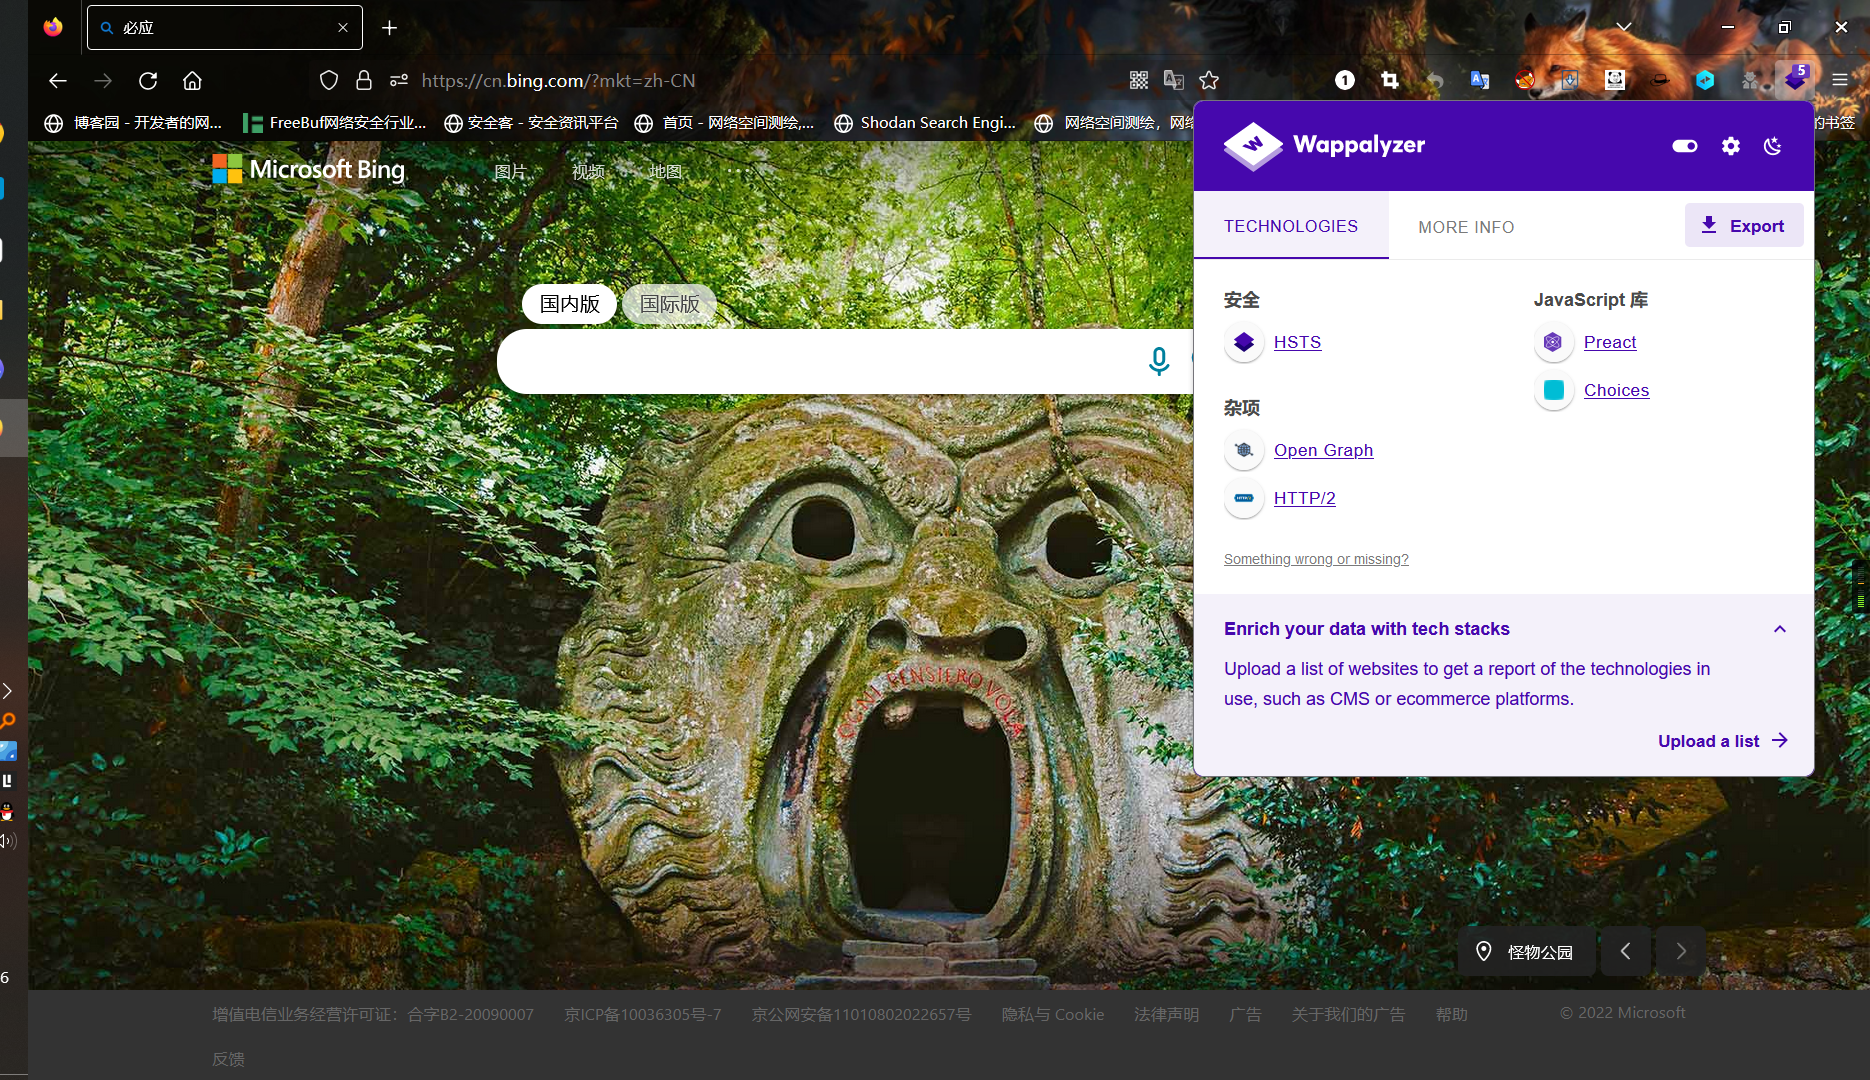 必应
https://cn.bing.com/?mkt=zh-CN
1
5
博客园 - 开发者的网...
FreeBuf网络安全行业...
安全客 - 安全资讯平台
首页 - 网络空间测绘,...
Shodan Search Engi...
网络空间测绘，网络
的书签
Microsoft Bing
图片
视频
地图
国内版
国际版
Wappalyzer
TECHNOLOGIES
MORE INFO
Export
安全
HSTS
杂项
Open Graph
HTTP/2
JavaScript 库
Preact
Choices
Something wrong or missing?
Enrich your data with tech stacks
Upload a list of websites to get a report of the technologies in
use, such as CMS or ecommerce platforms.
Upload a list
OGNI PENSIERO VOLA
怪物公园
6
增值电信业务经营许可证：合字B2-20090007
京ICP备10036305号-7
京公网安备11010802022657号
隐私与 Cookie
法律声明
广告
关于我们的广告
帮助
© 2022 Microsoft
反馈